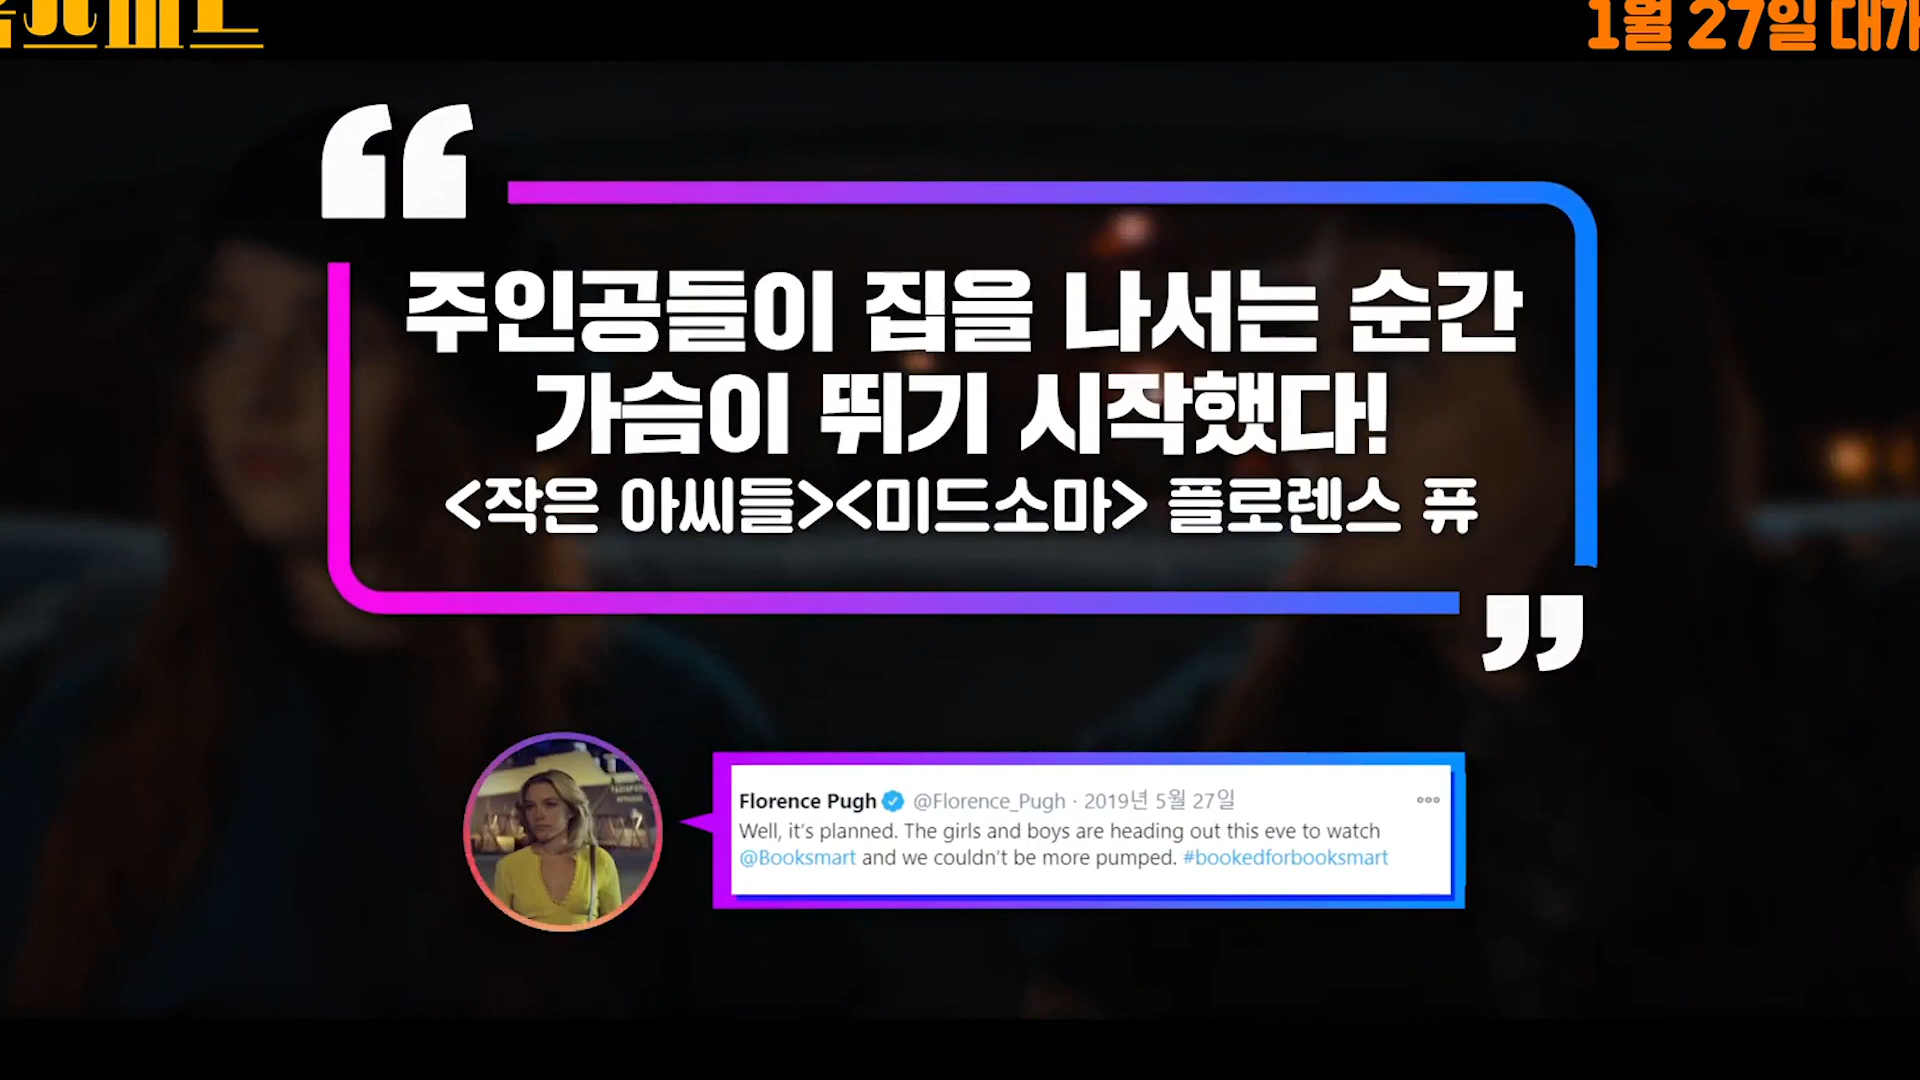 1월 27일 대개
주인공들이 집을 나서는 순간
가슴이 뛰기 시작했다!
<작은 아씨들><미드소마> 플로렌스 퓨
Florence Pugh @Florence_Pugh · 2019년 5월 27일
Well, it's planned. The girls and boys are heading out this eve to watch
@Booksmart and we couldn't be more pumped. #bookedforbooksmart